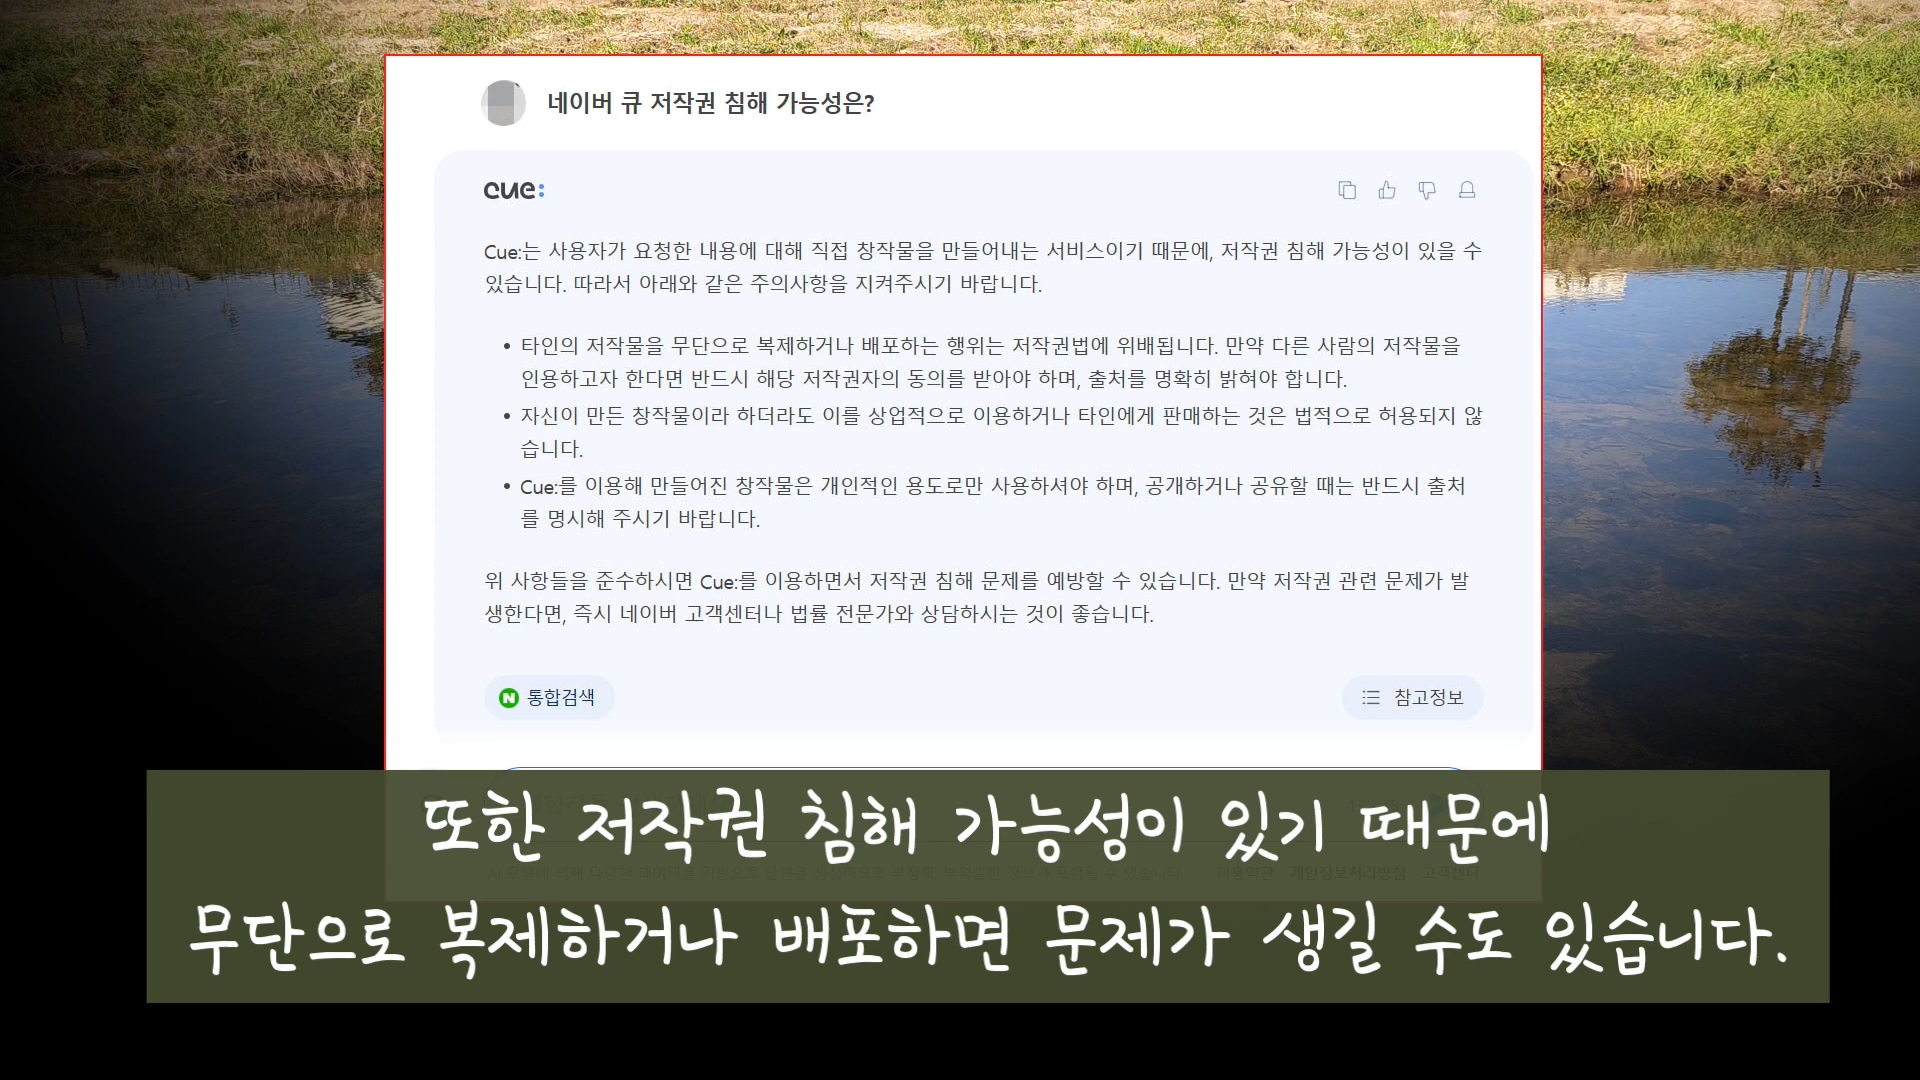 네이버 큐 저작권 침해 가능성은?
cue:
Cue:는 사용자가 요청한 내용에 대해 직접 창작물을 만들어내는 서비스이기 때문에, 저작권 침해 가능성이 있을 수
있습니다. 따라서 아래와 같은 주의사항을 지켜주시기 바랍니다.
• 타인의 저작물을 무단으로 복제하거나 배포하는 행위는 저작권법에 위배됩니다. 만약 다른 사람의 저작물을
인용하고자 한다면 반드시 해당 저작권자의 동의를 받아야 하며, 출처를 명확히 밝혀야 합니다.
• 자신이 만든 창작물이라 하더라도 이를 상업적으로 이용하거나 타인에게 판매하는 것은 법적으로 허용되지 않
습니다.
• Cue:를 이용해 만들어진 창작물은 개인적인 용도로만 사용하셔야 하며, 공개하거나 공유할 때는 반드시 출처
를 명시해 주시기 바랍니다.
위 사항들을 준수하시면 Cue:를 이용하면서 저작권 침해 문제를 예방할 수 있습니다. 만약 저작권 관련 문제가 발
생한다면, 즉시 네이버 고객센터나 법률 전문가와 상담하시는 것이 좋습니다.
N 통합검색
참고정보
또한 저작권 침해 가능성이 있기 때문에
이용약관 개인정보처리방침 고객센터
무단으로 복제하거나 배포하면 문제가 생길 수도 있습니다.